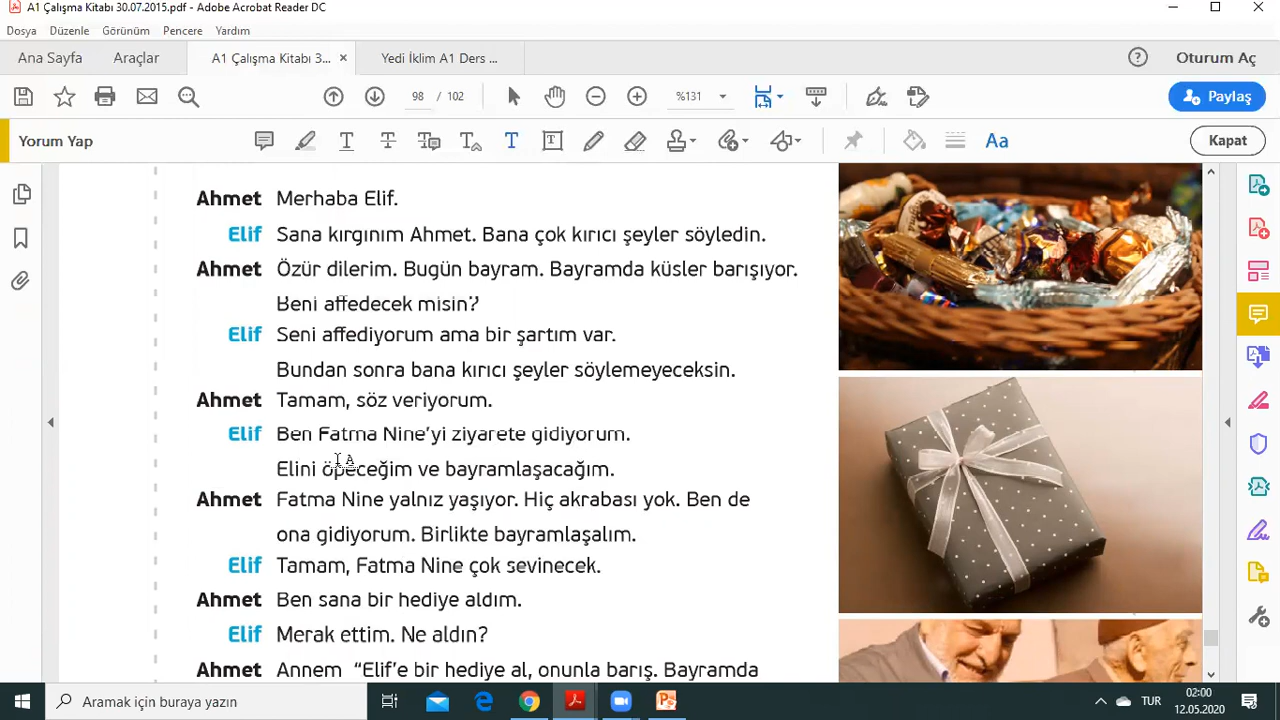 A1 Çalışma Kitabı 30.07.2015.pdf - Adobe Acrobat Reader DC
Dosya Düzenle Görünüm Pencere Yardım
Ana Sayfa Araçlar A1 Çalışma Kitabı 3... × Yedi İklim A1 Ders ... ? Oturum Aç
98 / 102 %131 Paylaş
Yorum Yap Kapat
Ahmet Merhaba Elif.
Elif Sana kırgınım Ahmet. Bana çok kırıcı şeyler söyledin.
Ahmet Özür dilerim. Bugün bayram. Bayramda küsler barışıyor.
Beni affedecek misin?
Elif Seni affediyorum ama bir şartım var.
Bundan sonra bana kırıcı şeyler söylemeyeceksin.
Ahmet Tamam, söz veriyorum.
Elif Ben Fatma Nine'yi ziyarete gidiyorum.
Elini öpeceğim ve bayramlaşacağım.
Ahmet Fatma Nine yalnız yaşıyor. Hiç akrabası yok. Ben de
ona gidiyorum. Birlikte bayramlaşalım.
Elif Tamam, Fatma Nine çok sevinecek.
Ahmet Ben sana bir hediye aldım.
Elif Merak ettim. Ne aldın?
Ahmet Annem “Elif'e bir hediye al, onunla barış. Bayramda
Aramak için buraya yazın
TUR
02:00
12.05.2020